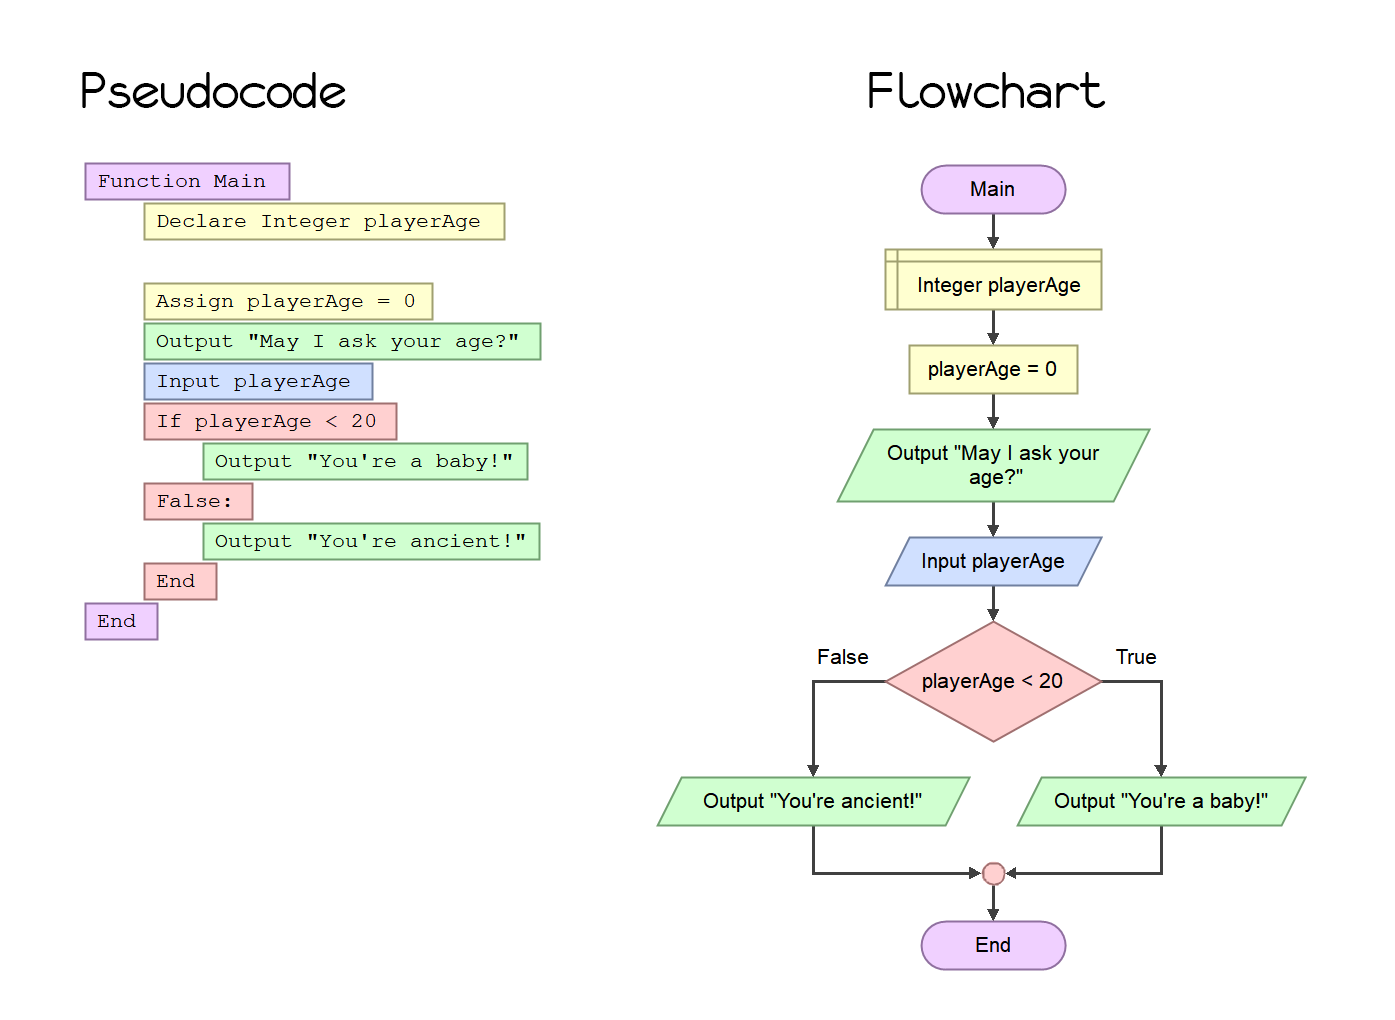 Pseudocode
Function Main
Declare Integer playerAge
Assign playerAge = 0
Output "May I ask your age?"
Input playerAge
If playerAge < 20
Output "You're a baby!"
False:
Output "You're ancient!"
End
End
Flowchart
Main
Integer playerAge
playerAge = 0
Output "May I ask your
age?"
Input playerAge
False
playerAge < 20
True
Output "You're ancient!"
Output "You're a baby!"
End